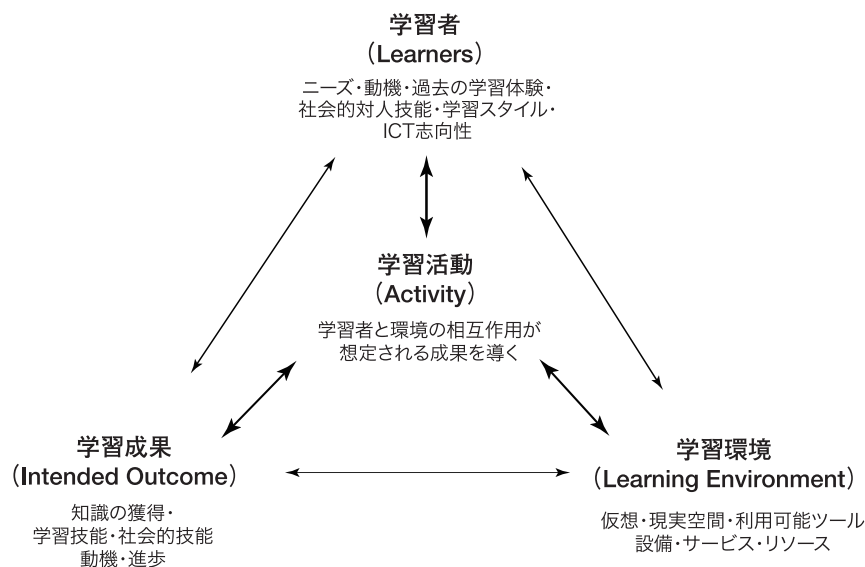 学習者
（Learners）
ニーズ・動機・過去の学習体験・
社会的対人技能・学習スタイル・
ICT志向性
学習活動
（Activity）
学習者と環境の相互作用が
想定される成果を導く
学習成果
（Intended Outcome）
知識の獲得・
学習技能・社会的技能
動機・進歩
学習環境
（Learning Environment）
仮想・現実空間・利用可能ツール
設備・サービス・リソース